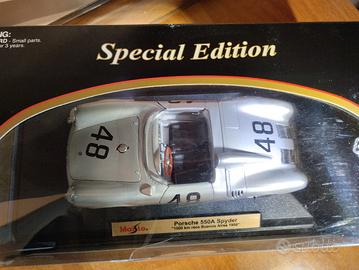 NG:
RD - Small parts.
r 3 years.
Special Edition
48
48
48
Maisto
Porsche 550A Spyder
"1000 km race Buenos Aires 1958"
subito